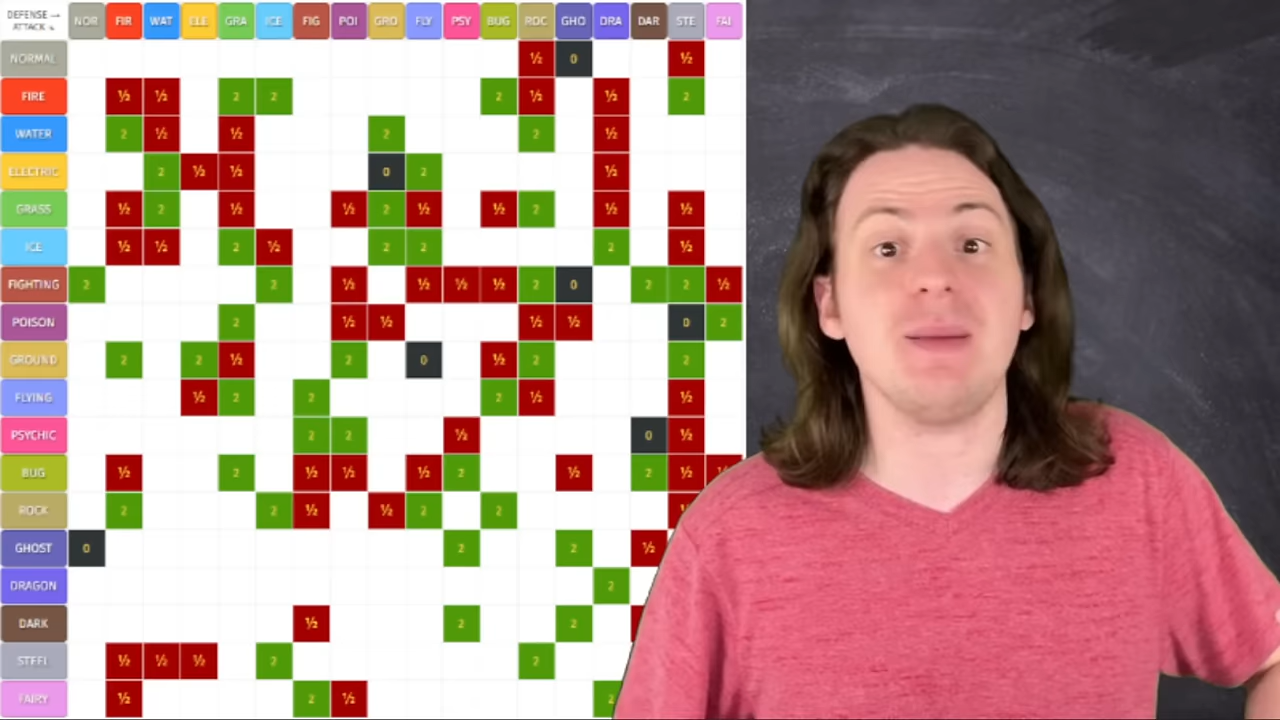 DEFENSE → NOR FIR WAT ELE GRA ICE FIG POI GRO FLY PSY BUG ROC GHO DRA DAR STE FAI
ATTACK ↴
NORMAL ½ 0 ½
FIRE ½ ½ 2 2 2 ½ ½ 2
WATER 2 ½ ½ 2 2 ½
ELECTRIC 2 ½ ½ 0 2 ½
GRASS ½ 2 ½ ½ 2 ½ ½ 2 ½ ½
ICE ½ ½ 2 ½ 2 2 2 ½
FIGHTING 2 2 ½ ½ ½ ½ 2 0 2 2 ½
POISON 2 ½ ½ ½ ½ 0 2
GROUND 2 2 ½ 2 0 ½ 2 2
FLYING ½ 2 2 2 ½ ½
PSYCHIC 2 2 ½ 0 ½
BUG ½ 2 ½ ½ ½ 2 ½ 2 ½
ROCK 2 2 ½ ½ 2 2
GHOST 0 2 2 ½
DRAGON 2
DARK ½ 2 2
STEEL ½ ½ ½ 2 2
FAIRY ½ 2 ½ 2